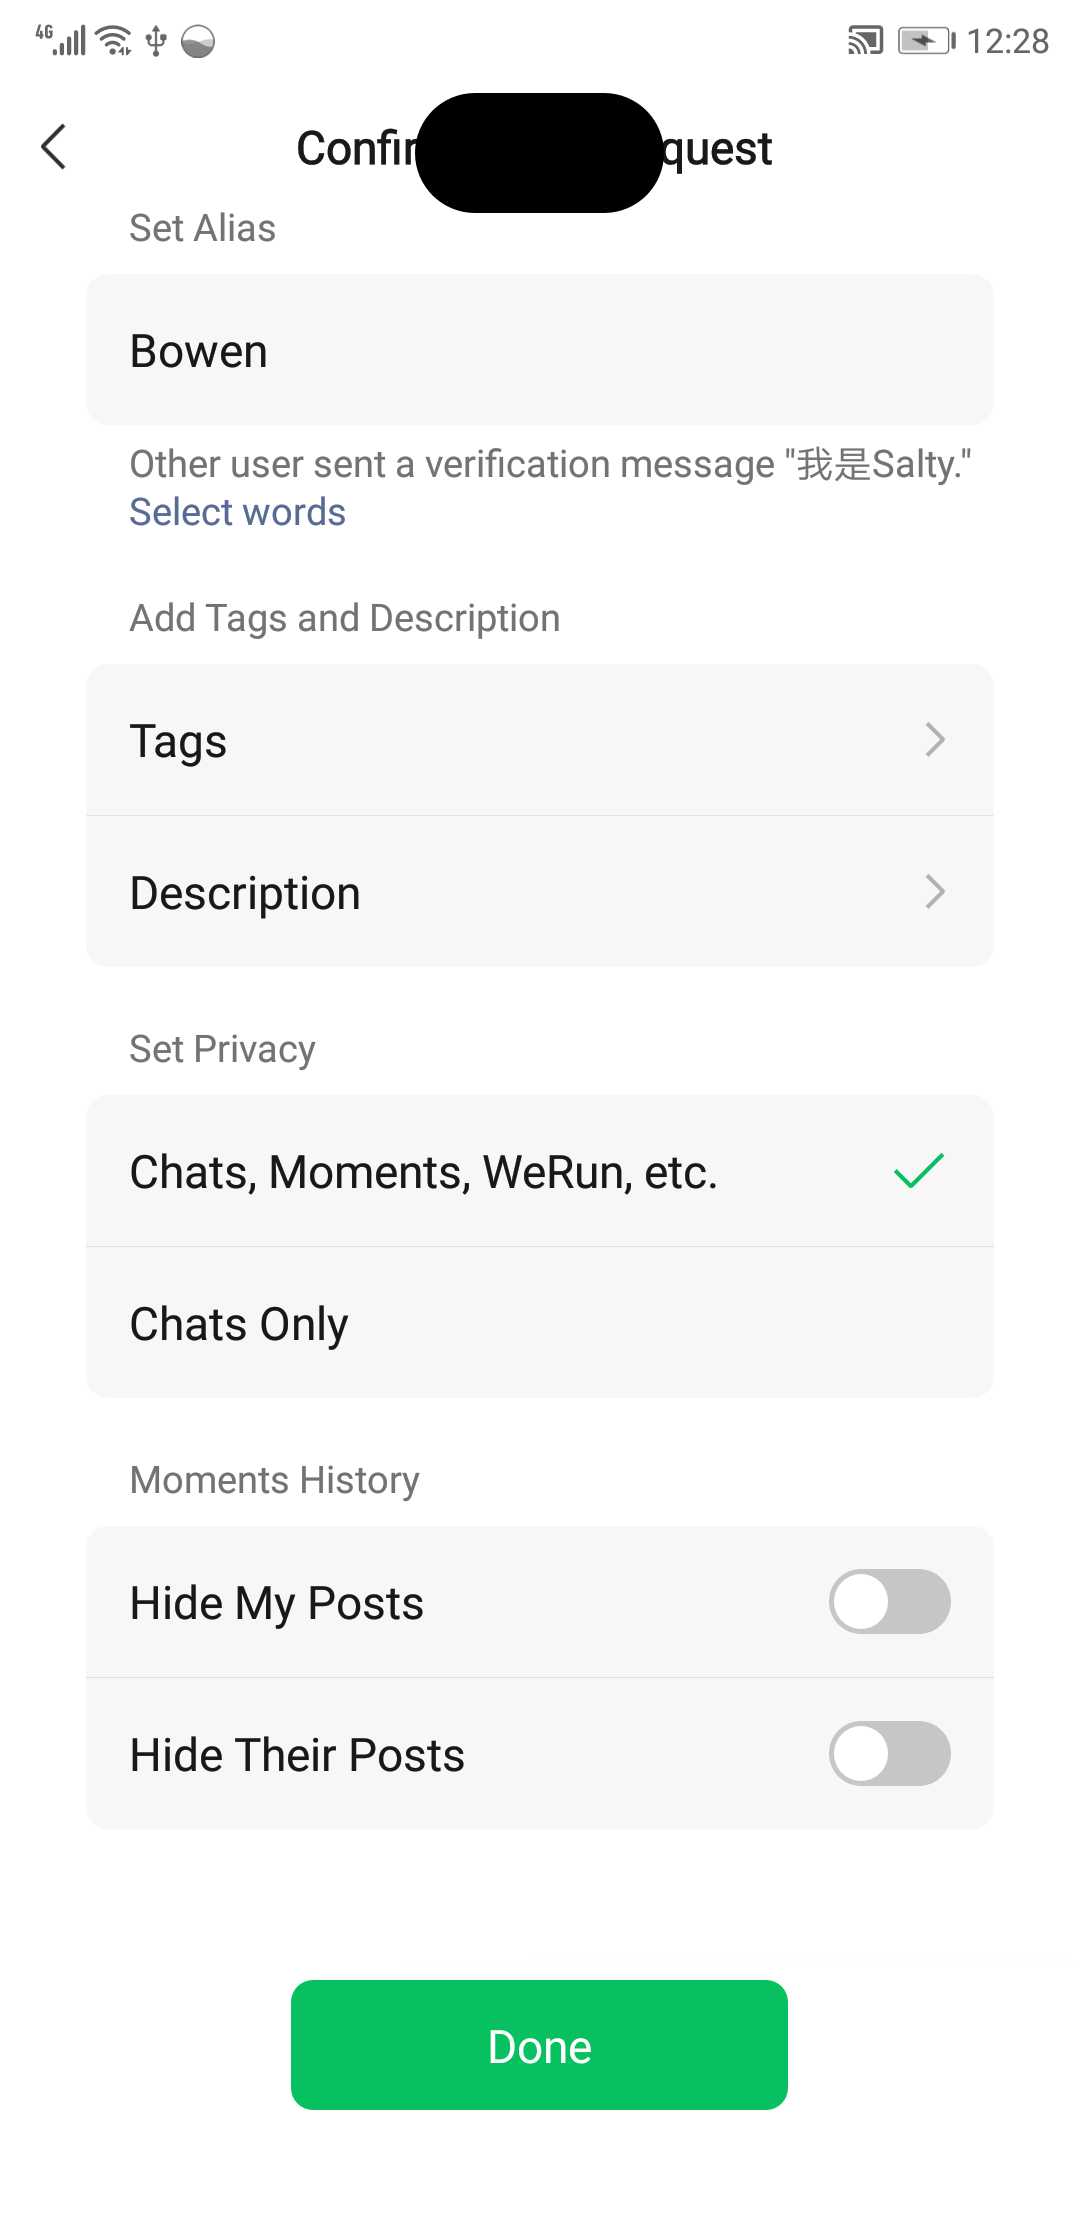 4G 12:28
Confir quest
Set Alias
Bowen
Other user sent a verification message "我是Salty."
Select words
Add Tags and Description
Tags
Description
Set Privacy
Chats, Moments, WeRun, etc.
Chats Only
Moments History
Hide My Posts
Hide Their Posts
Done